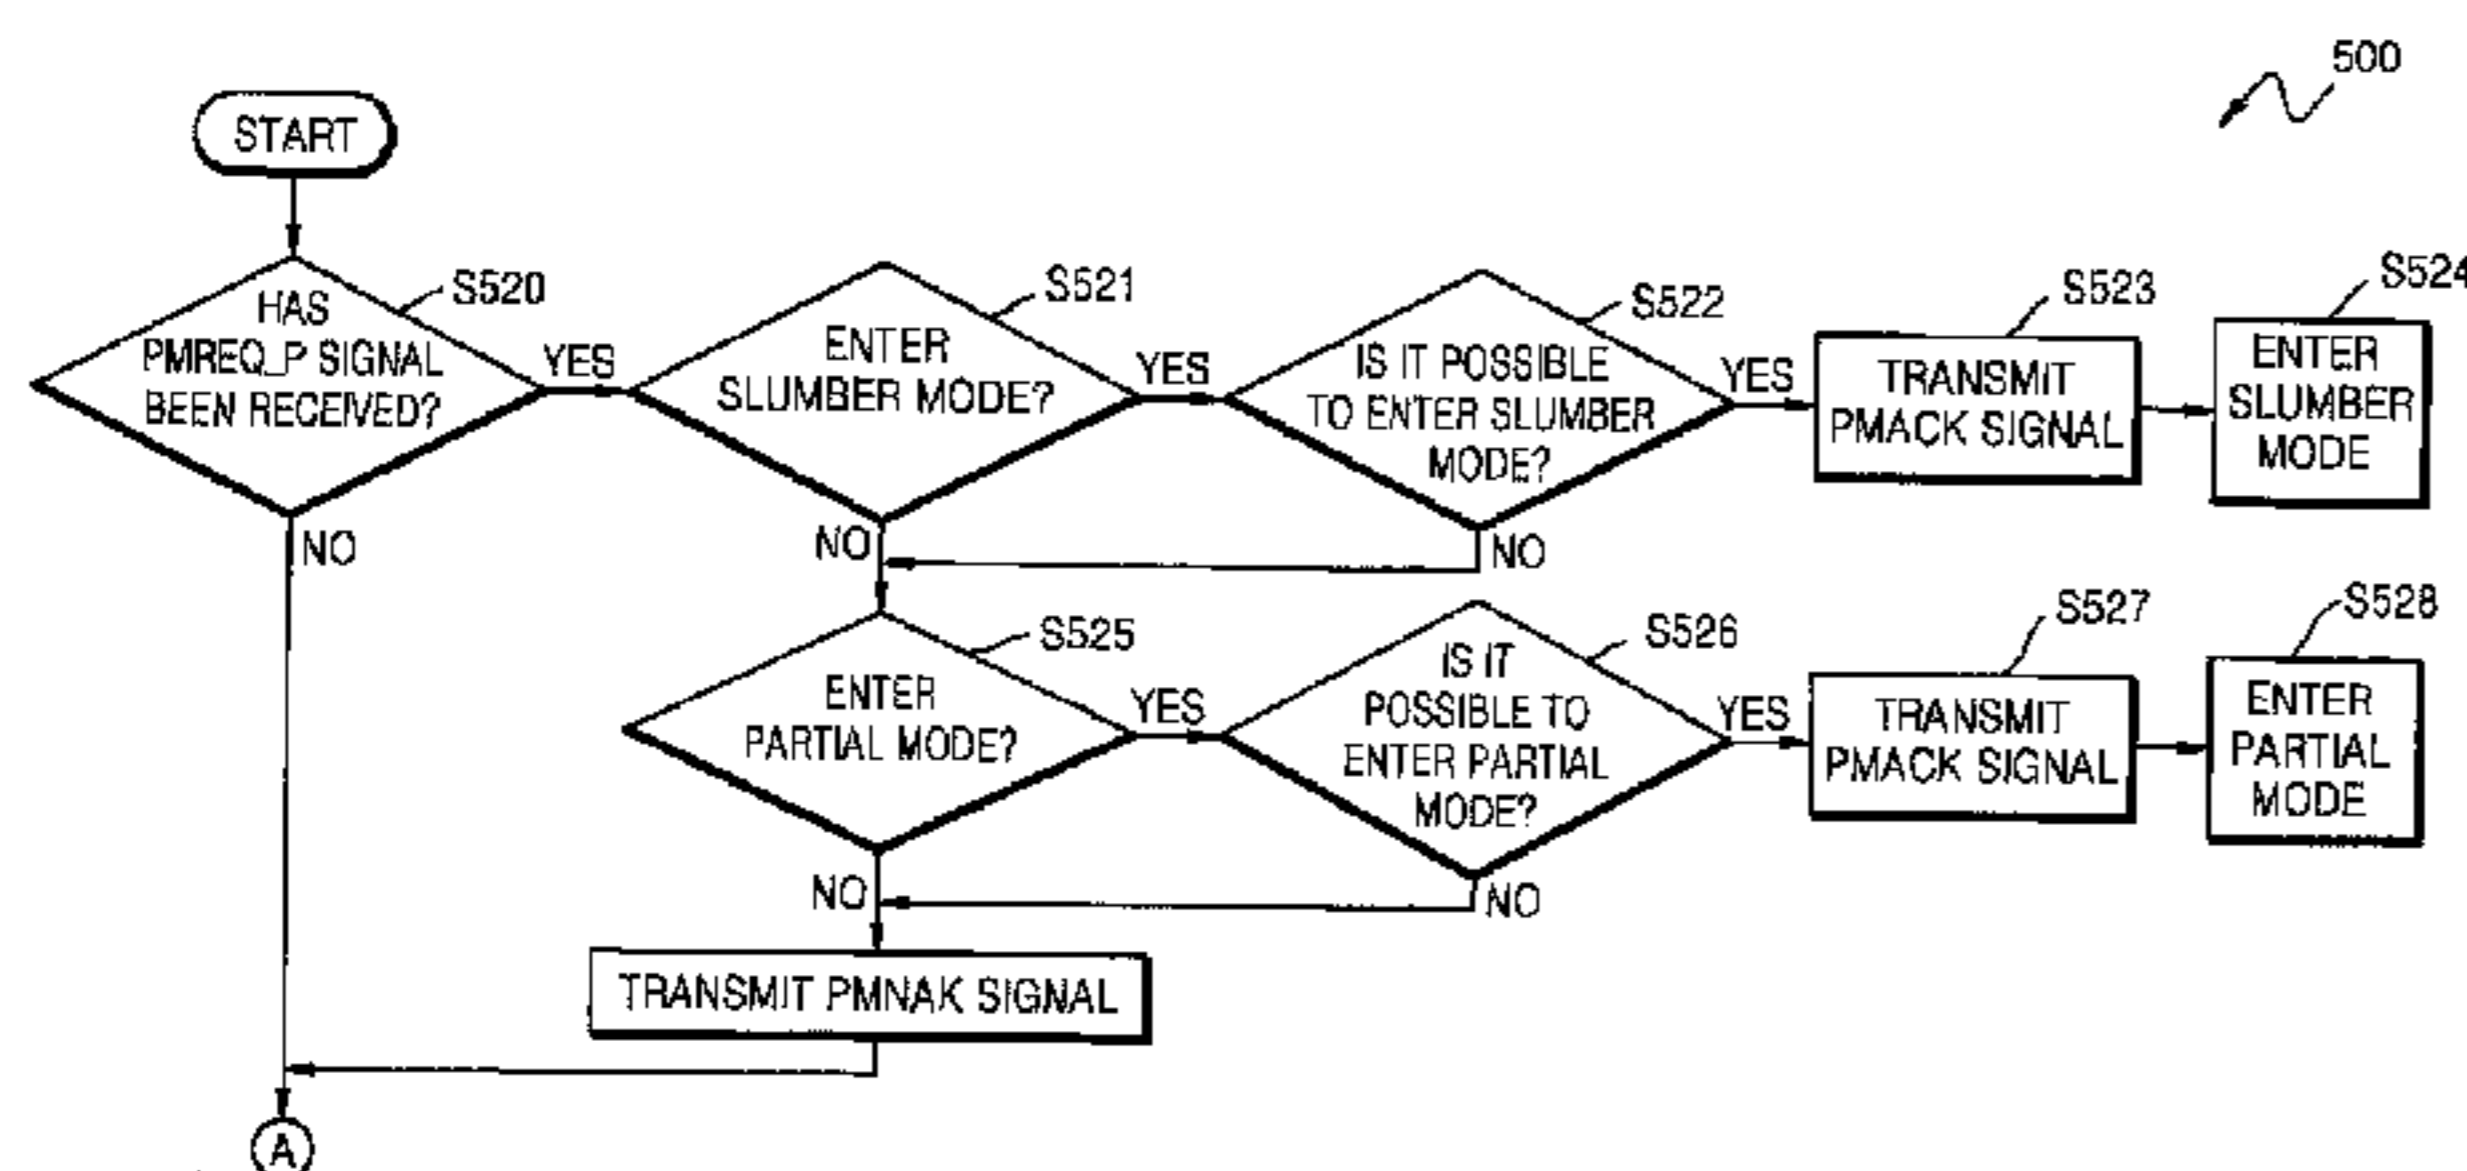 500
START
S520
HAS
PMREQ_P SIGNAL
BEEN RECEIVED?
YES
NO
S521
ENTER
SLUMBER MODE?
YES
NO
S522
IS IT POSSIBLE
TO ENTER SLUMBER
MODE?
YES
NO
S523
TRANSMIT
PMACK SIGNAL
S524
ENTER
SLUMBER
MODE
S525
ENTER
PARTIAL MODE?
YES
NO
S526
IS IT
POSSIBLE TO
ENTER PARTIAL
MODE?
YES
NO
S527
TRANSMIT
PMACK SIGNAL
S528
ENTER
PARTIAL
MODE
TRANSMIT PMNAK SIGNAL
A